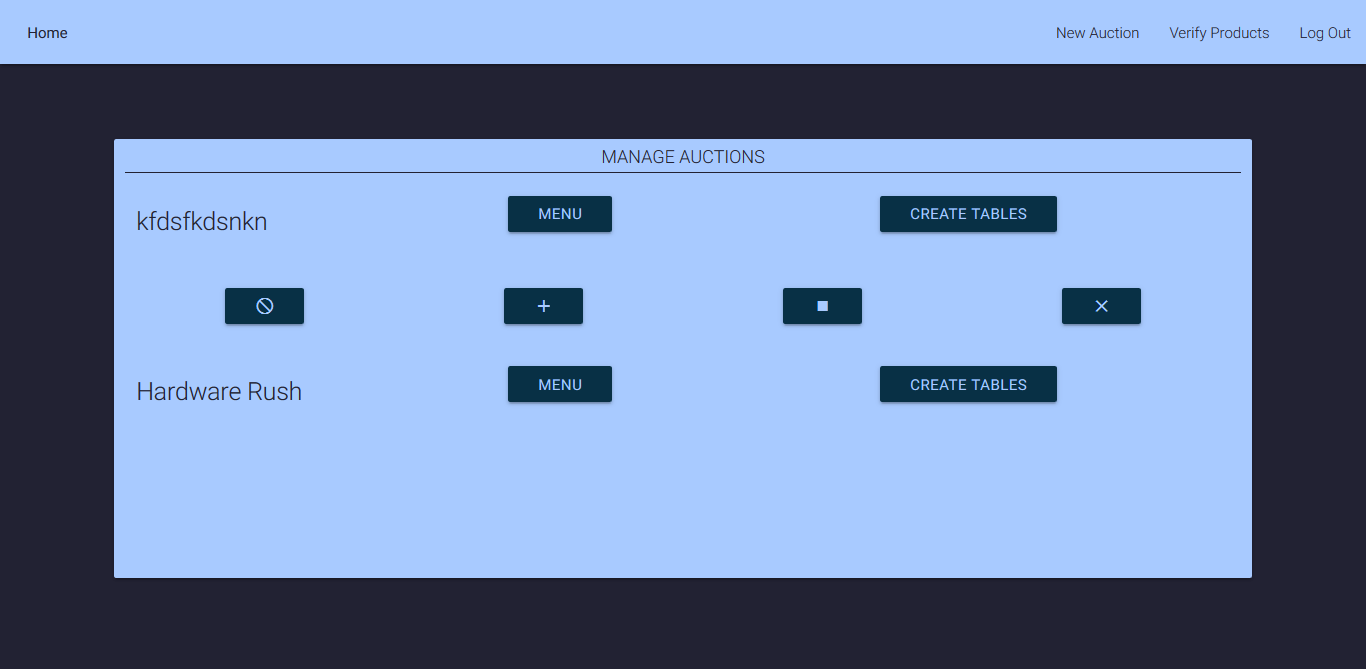 Home New Auction Verify Products Log Out
MANAGE AUCTIONS
kfdsfkdsnkn MENU CREATE TABLES
Hardware Rush MENU CREATE TABLES